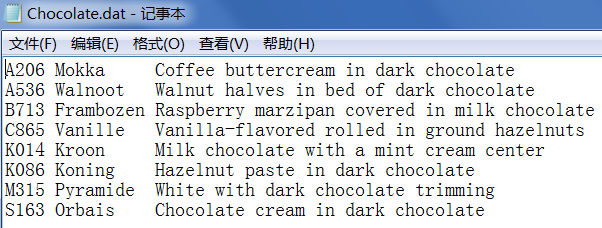 Chocolate.dat - 记事本
文件(F) 编辑(E) 格式(O) 查看(V) 帮助(H)
A206 Mokka     Coffee buttercream in dark chocolate
A536 Walnoot   Walnut halves in bed of dark chocolate
B713 Frambozen Raspberry marzipan covered in milk chocolate
C865 Vanille   Vanilla-flavored rolled in ground hazelnuts
K014 Kroon     Milk chocolate with a mint cream center
K086 Koning    Hazelnut paste in dark chocolate
M315 Pyramide  White with dark chocolate trimming
S163 Orbais    Chocolate cream in dark chocolate